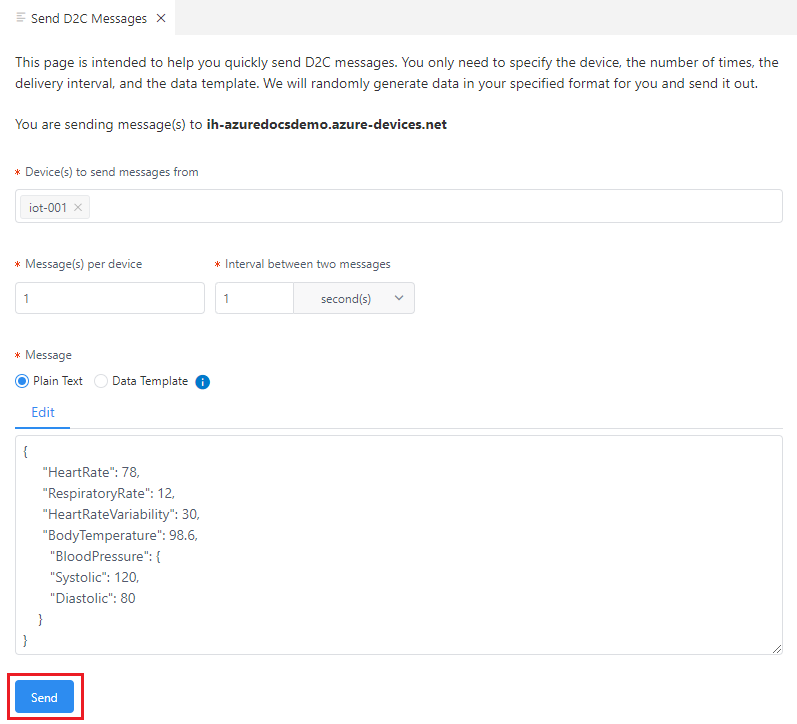 Send D2C Messages
This page is intended to help you quickly send D2C messages. You only need to specify the device, the number of times, the
delivery interval, and the data template. We will randomly generate data in your specified format for you and send it out.
You are sending message(s) to ih-azuredocsdemo.azure-devices.net
* Device(s) to send messages from
iot-001
* Message(s) per device * Interval between two messages
1 1 second(s)
* Message
Plain Text Data Template
Edit
{
"HeartRate": 78,
"RespiratoryRate": 12,
"HeartRateVariability": 30,
"BodyTemperature": 98.6,
"BloodPressure": {
"Systolic": 120,
"Diastolic": 80
}
}
Send